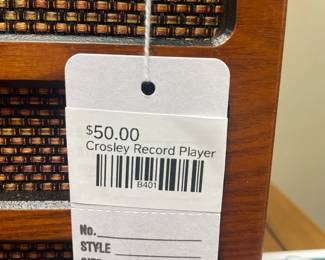 $50.00
Crosley Record Player
B401
No.
STYLE